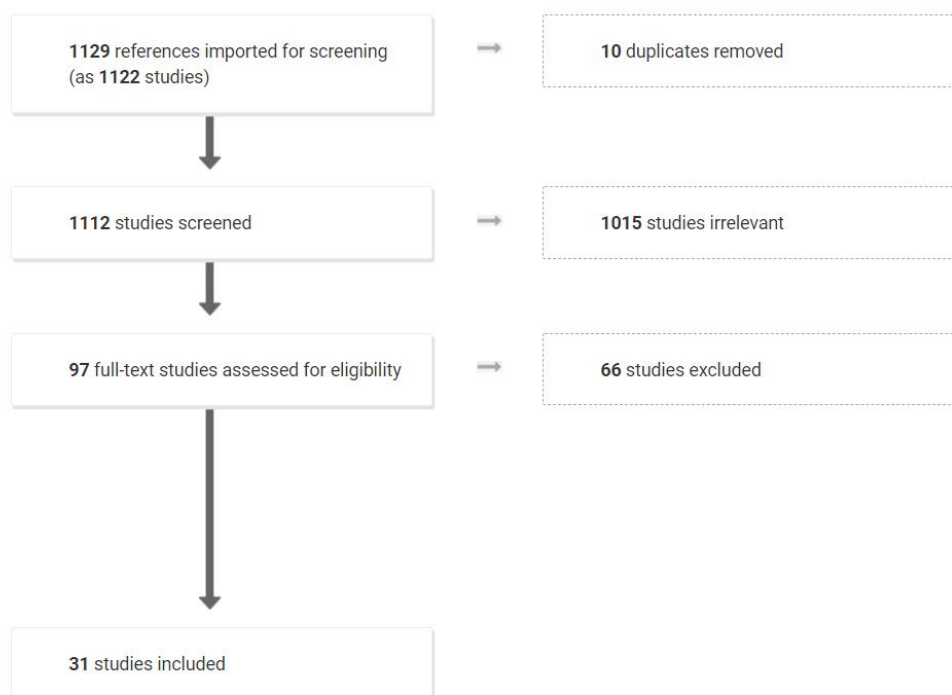 1129 references imported for screening
(as 1122 studies)
10 duplicates removed
1112 studies screened
1015 studies irrelevant
97 full-text studies assessed for eligibility
66 studies excluded
31 studies included